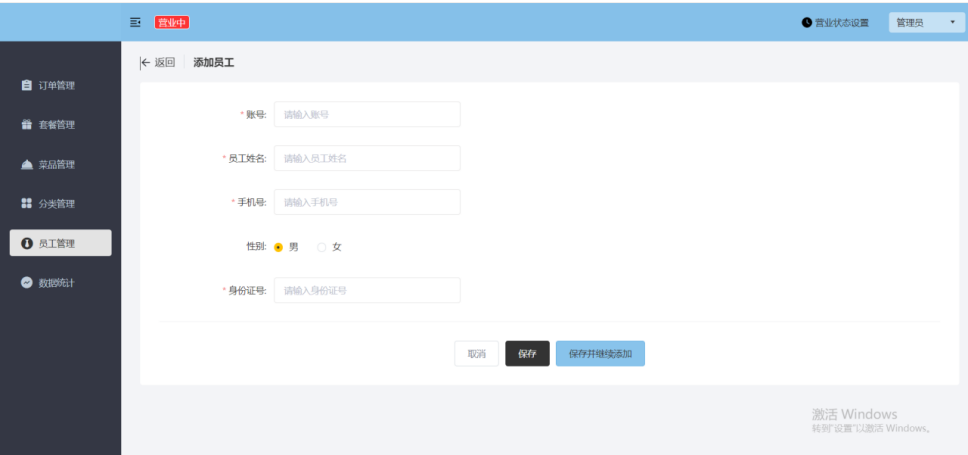 营业中
营业状态设置
管理员
返回
添加员工
订单管理
套餐管理
菜品管理
分类管理
员工管理
数据统计
* 账号:
请输入账号
* 员工姓名:
请输入员工姓名
* 手机号:
请输入手机号
性别:
男
女
* 身份证号:
请输入身份证号
取消
保存
保存并继续添加
激活 Windows
转到"设置"以激活 Windows。